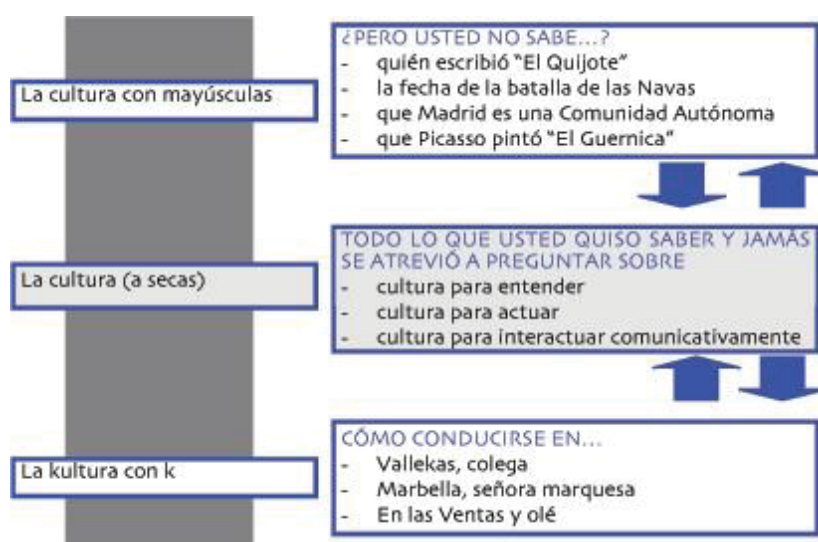 La cultura con mayúsculas
¿PERO USTED NO SABE...?
- quién escribió "El Quijote"
- la fecha de la batalla de las Navas
- que Madrid es una Comunidad Autónoma
- que Picasso pintó "El Guernica"
La cultura (a secas)
TODO LO QUE USTED QUISO SABER Y JAMÁS
SE ATREVIÓ A PREGUNTAR SOBRE
- cultura para entender
- cultura para actuar
- cultura para interactuar comunicativamente
La kultura con k
CÓMO CONDUCIRSE EN...
- Vallekas, colega
- Marbella, señora marquesa
- En las Ventas y olé